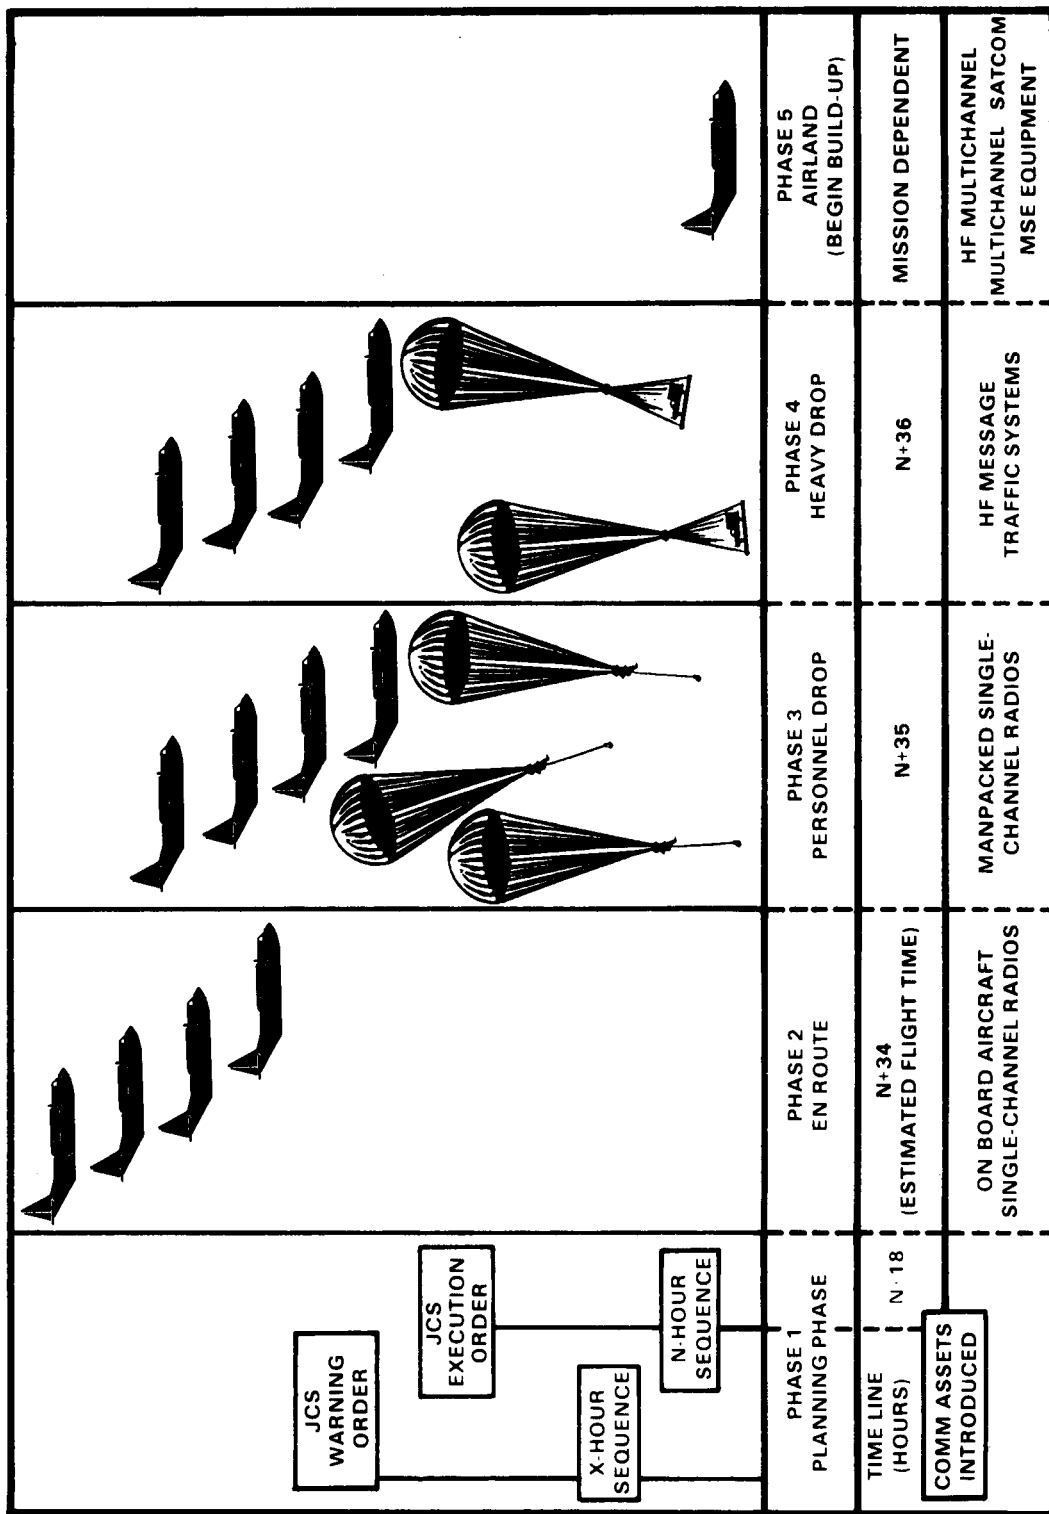 JCS
WARNING
ORDER
JCS
EXECUTION
ORDER
X-HOUR
SEQUENCE
N-HOUR
SEQUENCE
PHASE 1
PLANNING PHASE
PHASE 2
EN ROUTE
PHASE 3
PERSONNEL DROP
PHASE 4
HEAVY DROP
PHASE 5
AIRLAND
(BEGIN BUILD-UP)
TIME LINE
(HOURS)
N-18
N+34
(ESTIMATED FLIGHT TIME)
N+35
N+36
MISSION DEPENDENT
COMM ASSETS
INTRODUCED
ON BOARD AIRCRAFT
SINGLE-CHANNEL RADIOS
MANPACKED SINGLE-
CHANNEL RADIOS
HF MESSAGE
TRAFFIC SYSTEMS
HF MULTICHANNEL
MULTICHANNEL SATCOM
MSE EQUIPMENT